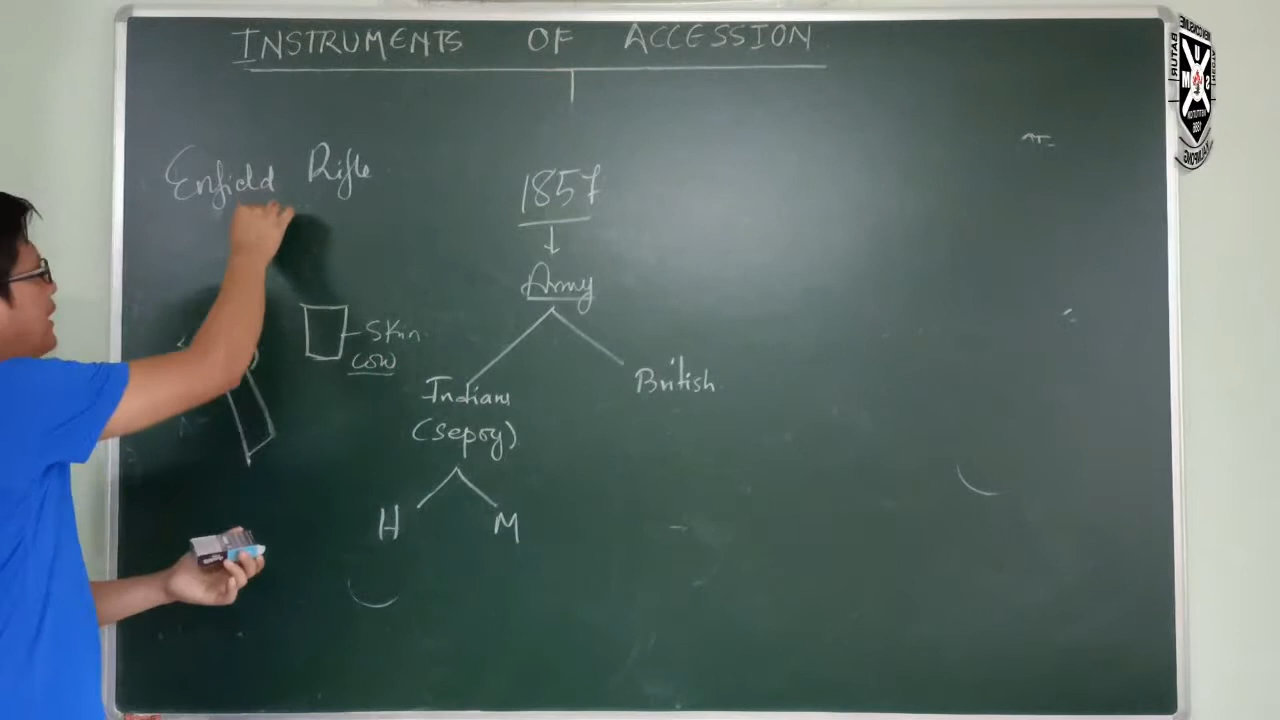 INSTRUMENTS OF ACCESSION
Enfield Rifle
1857
Army
Skin
cow
Indians
(Sepoy)
British
H
M